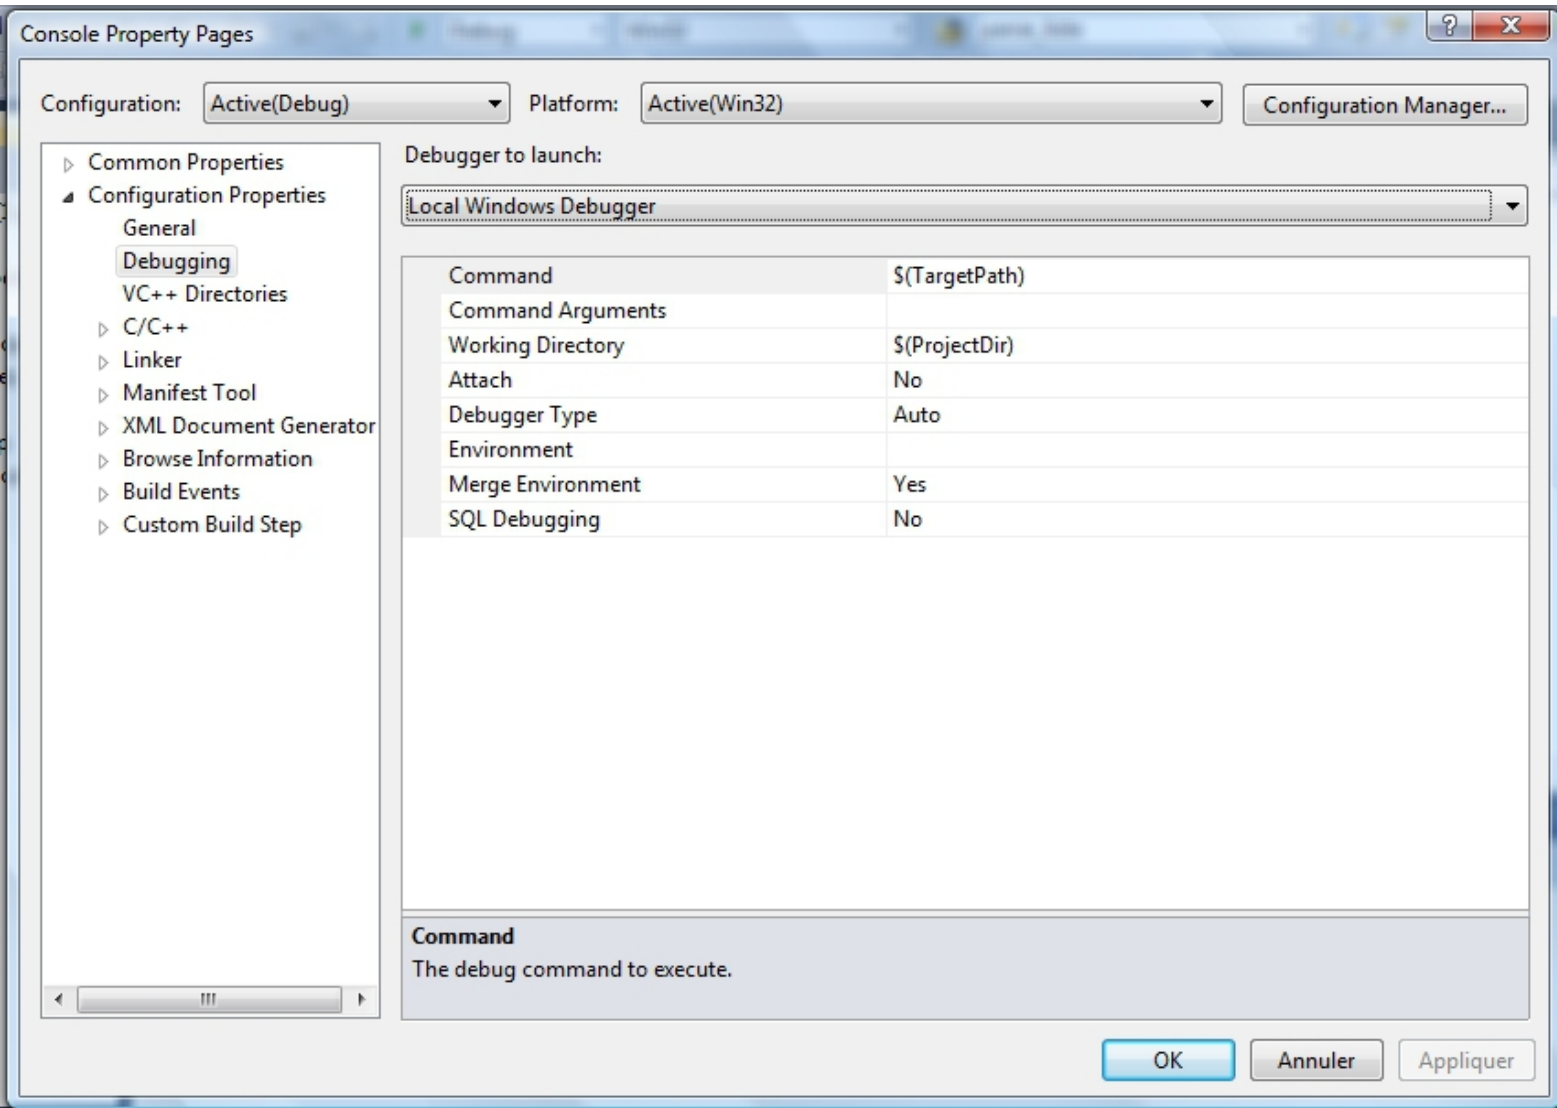 Console Property Pages
Configuration: Active(Debug) Platform: Active(Win32) Configuration Manager...
Common Properties
Configuration Properties
General
Debugging
VC++ Directories
C/C++
Linker
Manifest Tool
XML Document Generator
Browse Information
Build Events
Custom Build Step
Debugger to launch:
Local Windows Debugger
Command $(TargetPath)
Command Arguments
Working Directory $(ProjectDir)
Attach No
Debugger Type Auto
Environment
Merge Environment Yes
SQL Debugging No
Command
The debug command to execute.
OK Annuler Appliquer